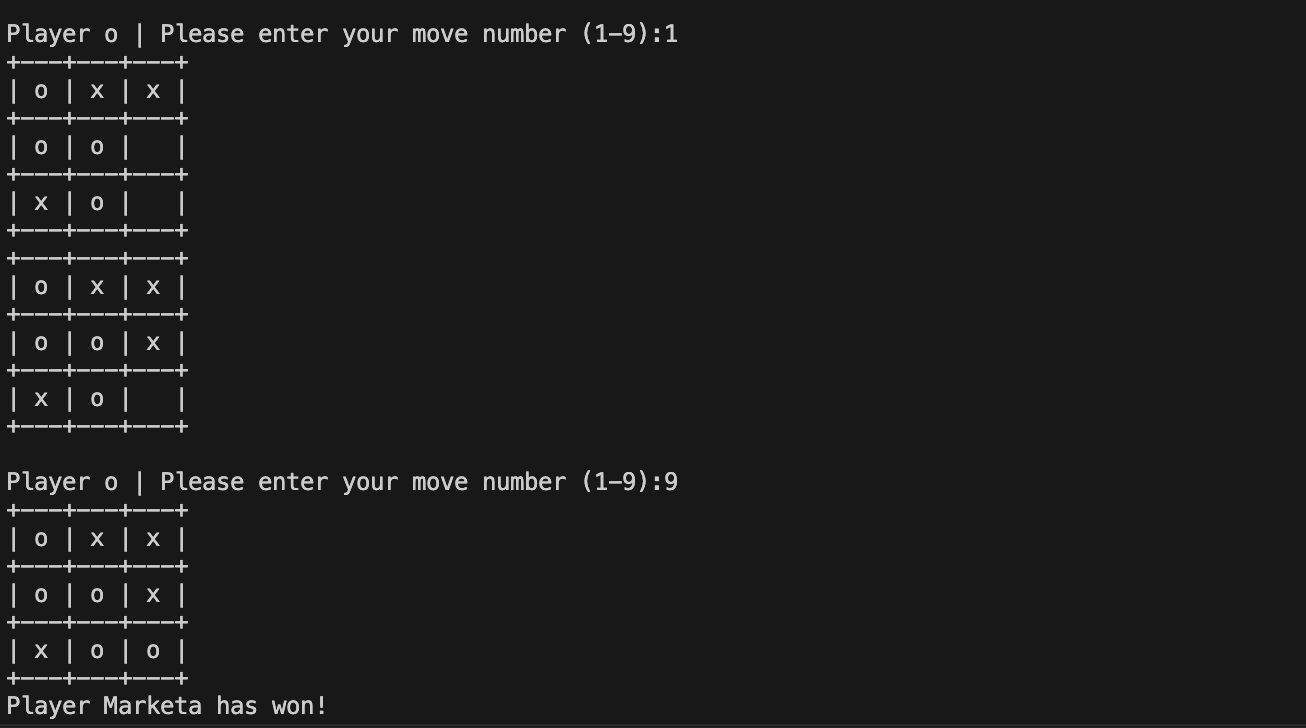 Player o | Please enter your move number (1-9):1
+---+---+---+
| o | x | x |
+---+---+---+
| o | o |   |
+---+---+---+
| x | o |   |
+---+---+---+
+---+---+---+
| o | x | x |
+---+---+---+
| o | o | x |
+---+---+---+
| x | o |   |
+---+---+---+
Player o | Please enter your move number (1-9):9
+---+---+---+
| o | x | x |
+---+---+---+
| o | o | x |
+---+---+---+
| x | o | o |
+---+---+---+
Player Marketa has won!